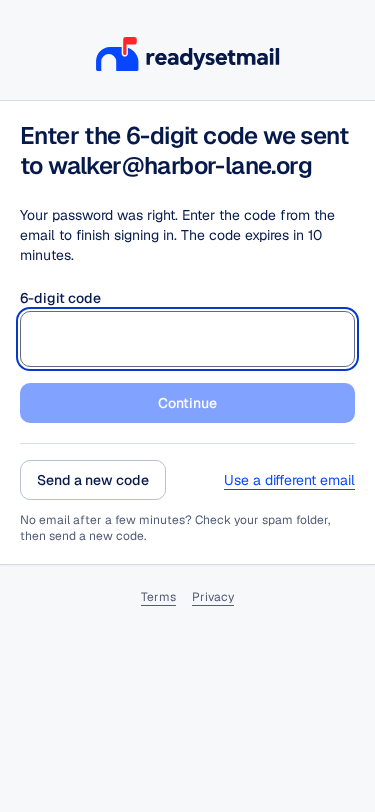 readysetmail
Enter the 6-digit code we sent
to walker@harbor-lane.org
Your password was right. Enter the code from the
email to finish signing in. The code expires in 10
minutes.
6-digit code
Continue
Send a new code
Use a different email
No email after a few minutes? Check your spam folder,
then send a new code.
Terms
Privacy